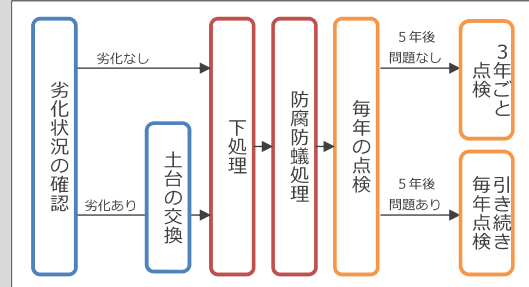 劣化状況の確認
劣化なし
劣化あり
土台の交換
下処理
防腐防蟻処理
毎年の点検
５年後
問題なし
３年ごと
点検
５年後
問題あり
引き続き
毎年点検